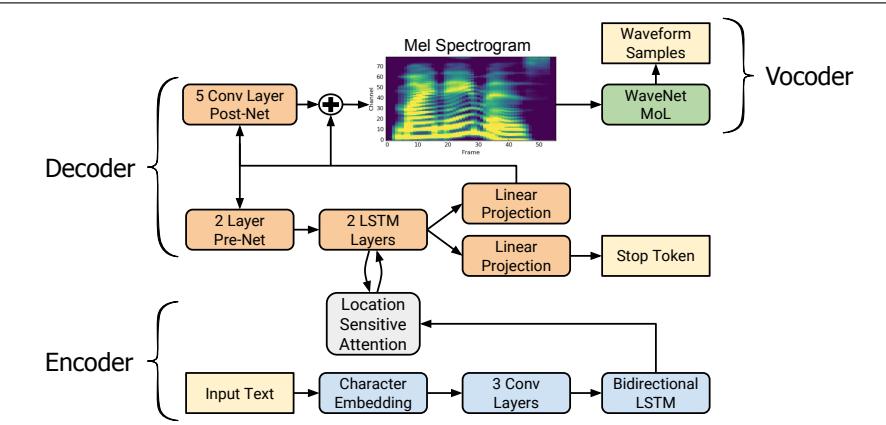 Mel Spectrogram
Waveform
Samples
Vocoder
5 Conv Layer
Post-Net
WaveNet
MoL
Channel
70
60
50
40
30
20
10
0
0 10 20 30 40 50
Frame
Decoder
2 Layer
Pre-Net
2 LSTM
Layers
Linear
Projection
Linear
Projection
Stop Token
Location
Sensitive
Attention
Encoder
Input Text
Character
Embedding
3 Conv
Layers
Bidirectional
LSTM